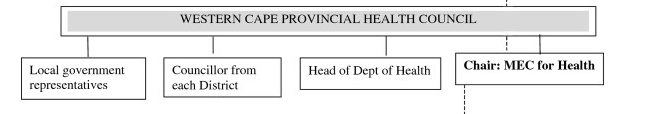 WESTERN CAPE PROVINCIAL HEALTH COUNCIL
Local government
representatives
Councillor from
each District
Head of Dept of Health
Chair: MEC for Health